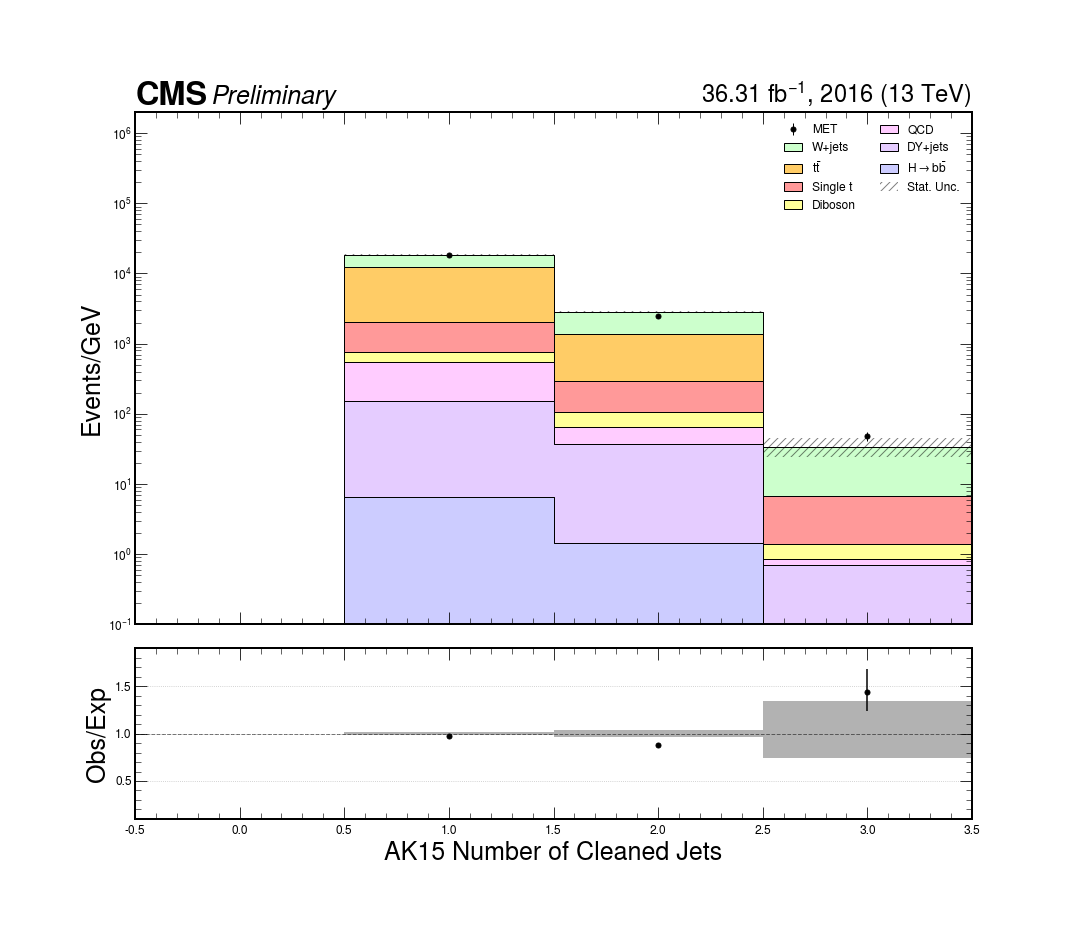 CMS Preliminary
36.31 fb⁻¹, 2016 (13 TeV)
MET
W+jets
tt̄
Single t
Diboson
QCD
DY+jets
H→bb̄
Stat. Unc.
Events/GeV
10⁶
10⁵
10⁴
10³
10²
10¹
10⁰
10⁻¹
Obs/Exp
1.5
1.0
0.5
-0.5 0.0 0.5 1.0 1.5 2.0 2.5 3.0 3.5
AK15 Number of Cleaned Jets